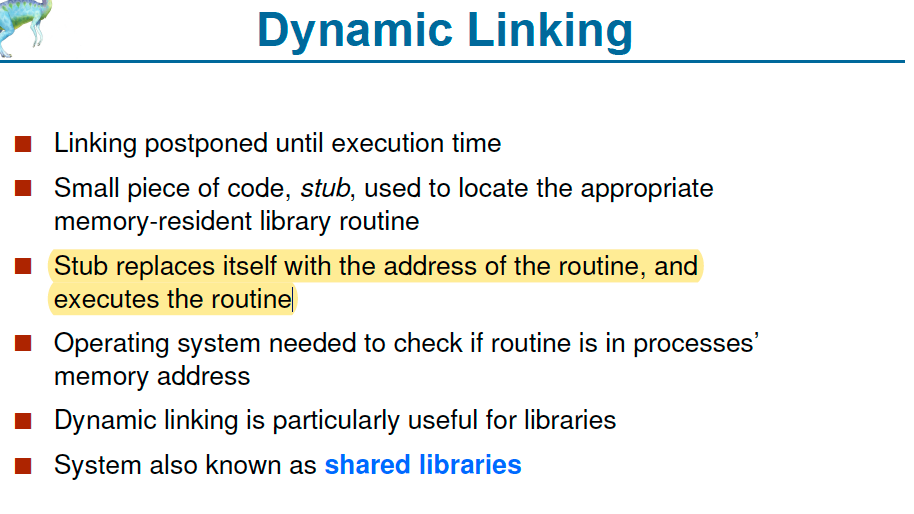 Dynamic Linking
Linking postponed until execution time
Small piece of code, stub, used to locate the appropriate
memory-resident library routine
Stub replaces itself with the address of the routine, and
executes the routine
Operating system needed to check if routine is in processes’
memory address
Dynamic linking is particularly useful for libraries
System also known as shared libraries